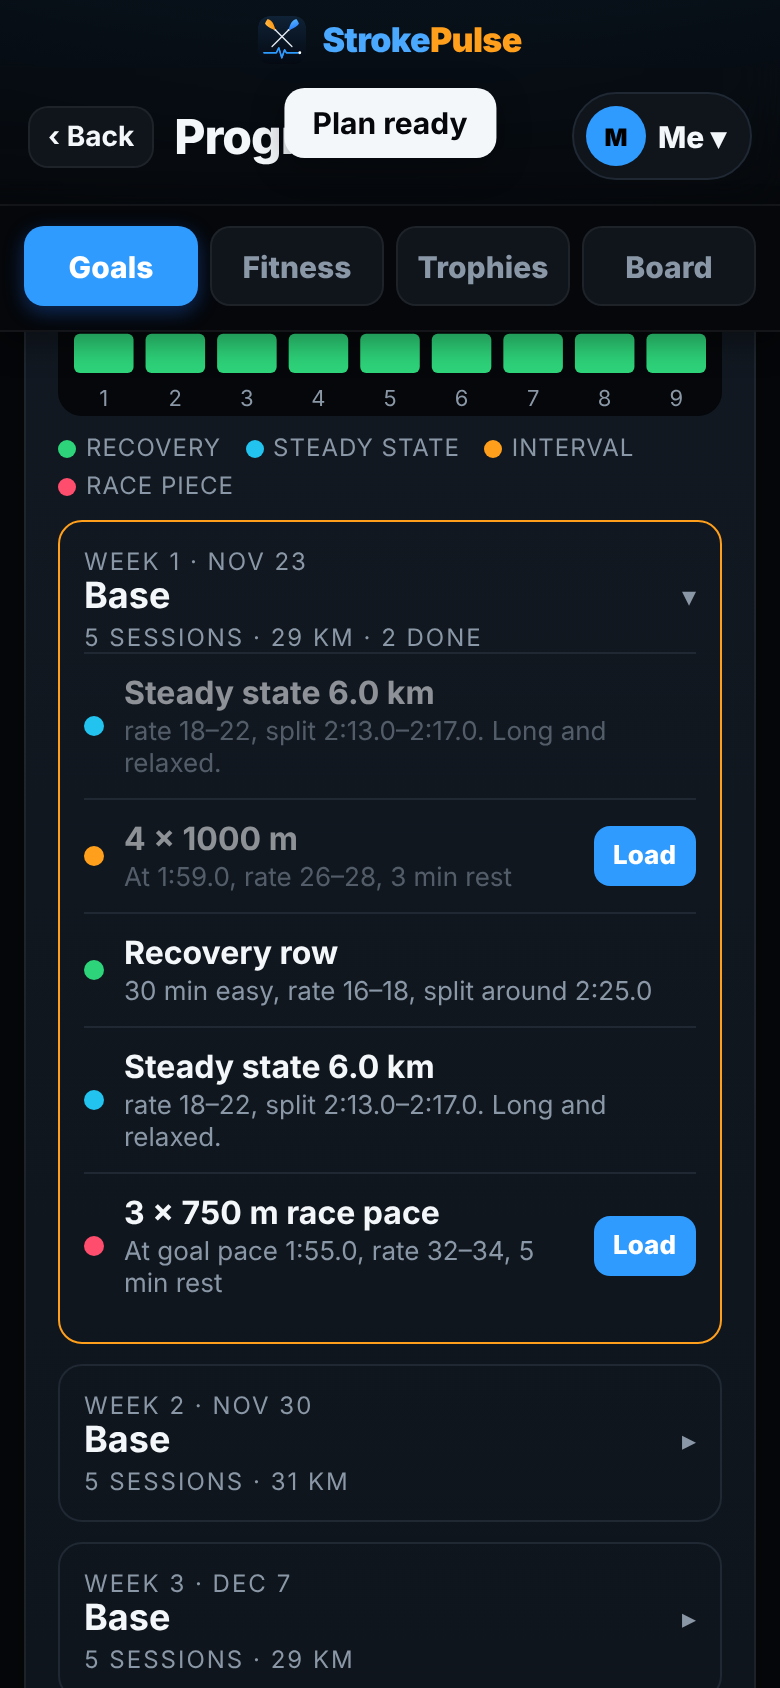 StrokePulse
‹ Back
Prog
Plan ready
M
Me ▾
Goals
Fitness
Trophies
Board
1 2 3 4 5 6 7 8 9
RECOVERY STEADY STATE INTERVAL
RACE PIECE
WEEK 1 · NOV 23
Base
▾
5 SESSIONS · 29 KM · 2 DONE
Steady state 6.0 km
rate 18–22, split 2:13.0–2:17.0. Long and
relaxed.
4 × 1000 m
At 1:59.0, rate 26–28, 3 min rest
Load
Recovery row
30 min easy, rate 16–18, split around 2:25.0
Steady state 6.0 km
rate 18–22, split 2:13.0–2:17.0. Long and
relaxed.
3 × 750 m race pace
At goal pace 1:55.0, rate 32–34, 5
min rest
Load
WEEK 2 · NOV 30
Base
▸
5 SESSIONS · 31 KM
WEEK 3 · DEC 7
Base
▸
5 SESSIONS · 29 KM